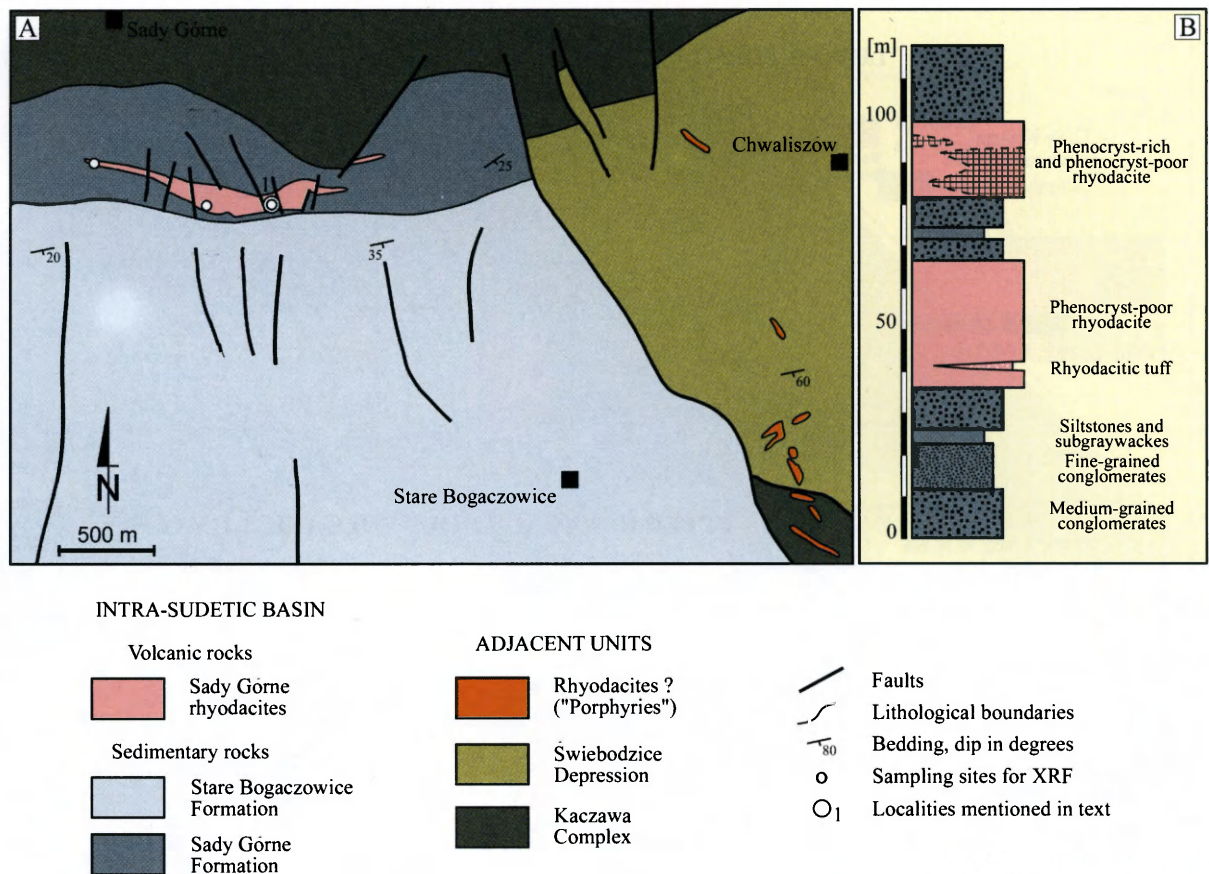 A
Sady Górne
Chwaliszów
25
20
35
60
Stare Bogaczowice
N
500 m
B
[m]
100
50
0
Phenocryst-rich
and phenocryst-poor
rhyodacite
Phenocryst-poor
rhyodacite
Rhyodacitic tuff
Siltstones and
subgraywackes
Fine-grained
conglomerates
Medium-grained
conglomerates
INTRA-SUDETIC BASIN
Volcanic rocks
Sady Górne
rhyodacites
Sedimentary rocks
Stare Bogaczowice
Formation
Sady Górne
Formation
ADJACENT UNITS
Rhyodacites ?
("Porphyries")
Świebodzice
Depression
Kaczawa
Complex
Faults
Lithological boundaries
80
Bedding, dip in degrees
Sampling sites for XRF
1
Localities mentioned in text